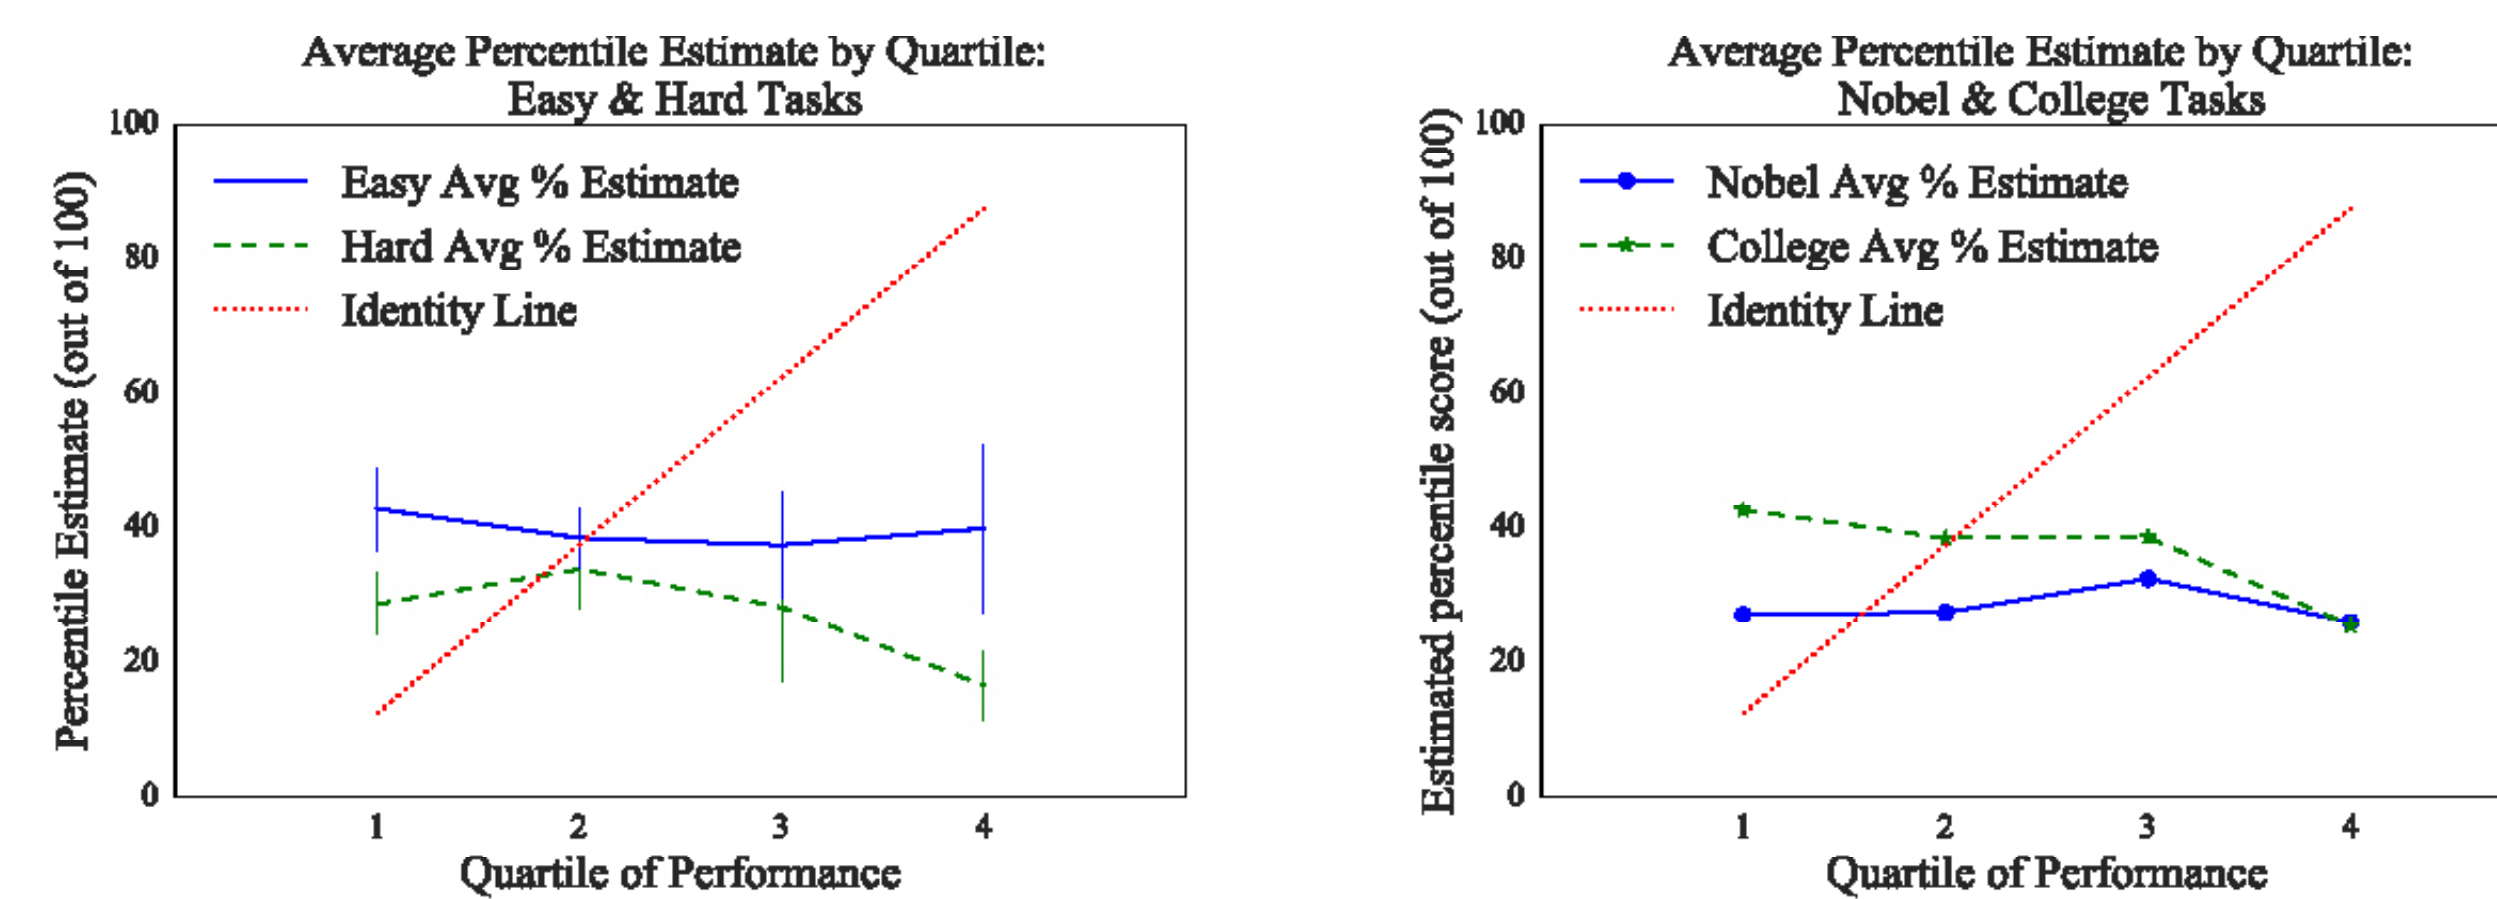 Average Percentile Estimate by Quartile:
Easy & Hard Tasks
Percentile Estimate (out of 100)
100
80
60
40
20
0
Easy Avg % Estimate
Hard Avg % Estimate
Identity Line
1 2 3 4
Quartile of Performance
Average Percentile Estimate by Quartile:
Nobel & College Tasks
Estimated percentile score (out of 100)
100
80
60
40
20
0
Nobel Avg % Estimate
College Avg % Estimate
Identity Line
1 2 3 4
Quartile of Performance